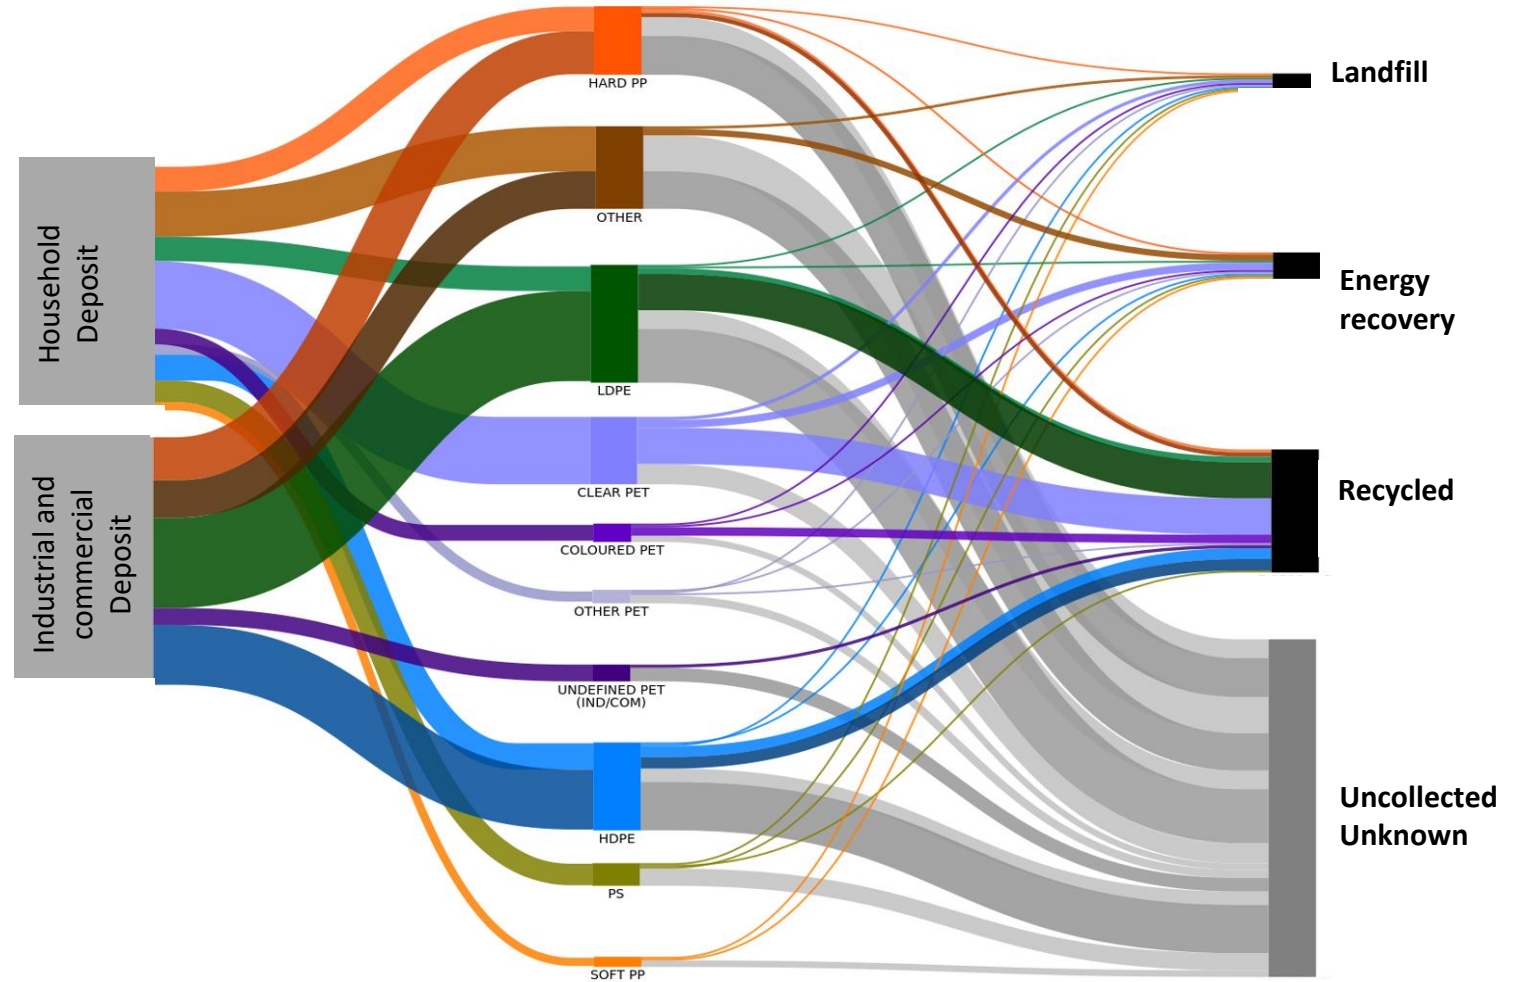 Household
Deposit
Industrial and
commercial
Deposit
HARD PP
OTHER
LDPE
CLEAR PET
COLOURED PET
OTHER PET
UNDEFINED PET
(IND/COM)
HDPE
PS
SOFT PP
Landfill
Energy
recovery
Recycled
Uncollected
Unknown